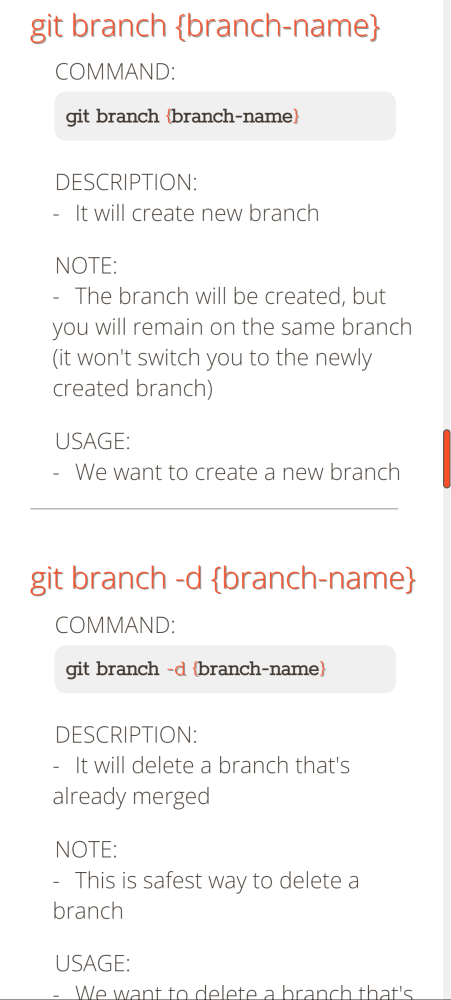 git branch {branch-name}
COMMAND:
git branch {branch-name}
DESCRIPTION:
- It will create new branch
NOTE:
- The branch will be created, but
you will remain on the same branch
(it won't switch you to the newly
created branch)
USAGE:
- We want to create a new branch
git branch -d {branch-name}
COMMAND:
git branch -d {branch-name}
DESCRIPTION:
- It will delete a branch that's
already merged
NOTE:
- This is safest way to delete a
branch
USAGE:
- We want to delete a branch that's